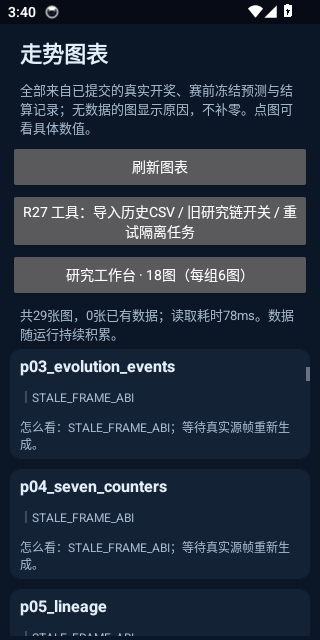 3:40
走势图表
全部来自已提交的真实开奖、赛前冻结预测与结
算记录；无数据的图显示原因，不补零。点图可
看具体数值。
刷新图表
R27 工具：导入历史CSV / 旧研究链开关 / 重
试隔离任务
研究工作台 · 18图（每组6图）
共29张图，0张已有数据；读取耗时78ms。数据
随运行持续积累。
p03_evolution_events
｜STALE_FRAME_ABI
怎么看：STALE_FRAME_ABI；等待真实源帧重新生
成。
p04_seven_counters
｜STALE_FRAME_ABI
怎么看：STALE_FRAME_ABI；等待真实源帧重新生
成。
p05_lineage
｜STALE_FRAME_ABI